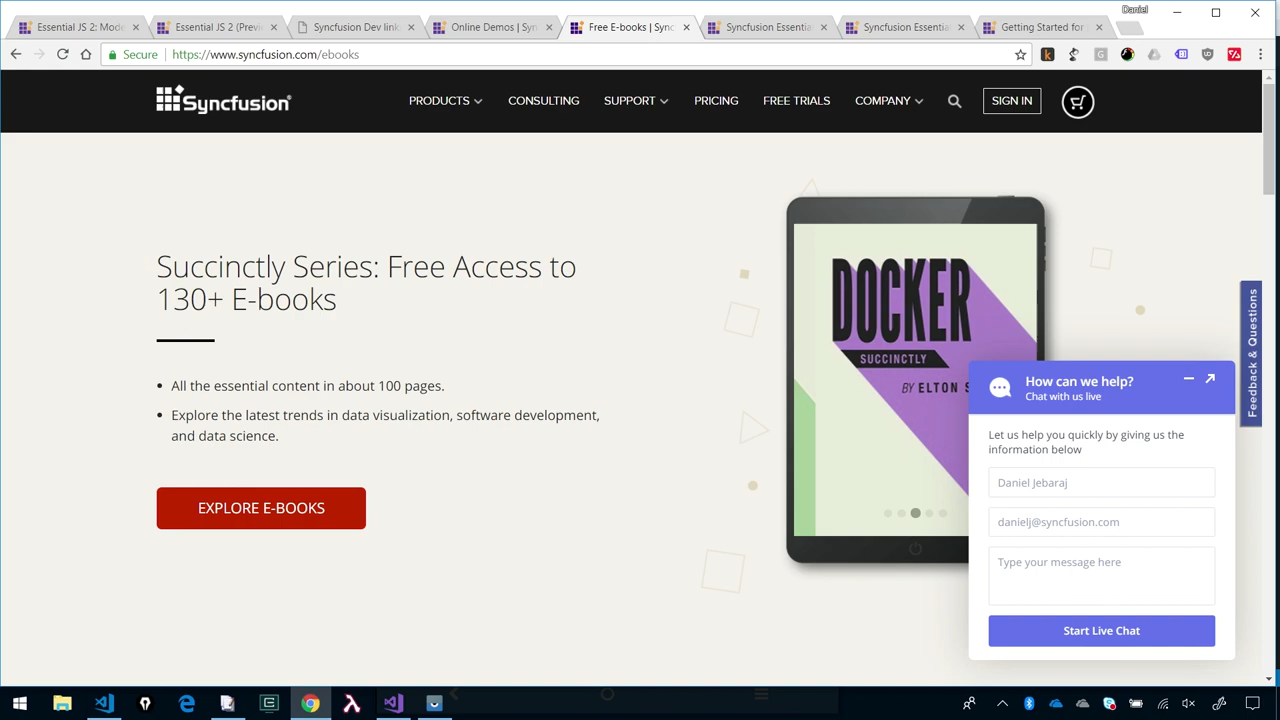 Daniel
Essential JS 2: Mode
Essential JS 2 (Previ
Syncfusion Dev link
Online Demos | Syn
Free E-books | Sync
Syncfusion Essentia
Syncfusion Essentia
Getting Started for
Secure
https://www.syncfusion.com/ebooks
Syncfusion
PRODUCTS
CONSULTING
SUPPORT
PRICING
FREE TRIALS
COMPANY
SIGN IN
Succinctly Series: Free Access to
130+ E-books
• All the essential content in about 100 pages.
• Explore the latest trends in data visualization, software development,
and data science.
EXPLORE E-BOOKS
DOCKER
SUCCINCTLY
BY ELTON S
Feedback & Questions
How can we help?
Chat with us live
Let us help you quickly by giving us the
information below
Daniel Jebaraj
danielj@syncfusion.com
Type your message here
Start Live Chat